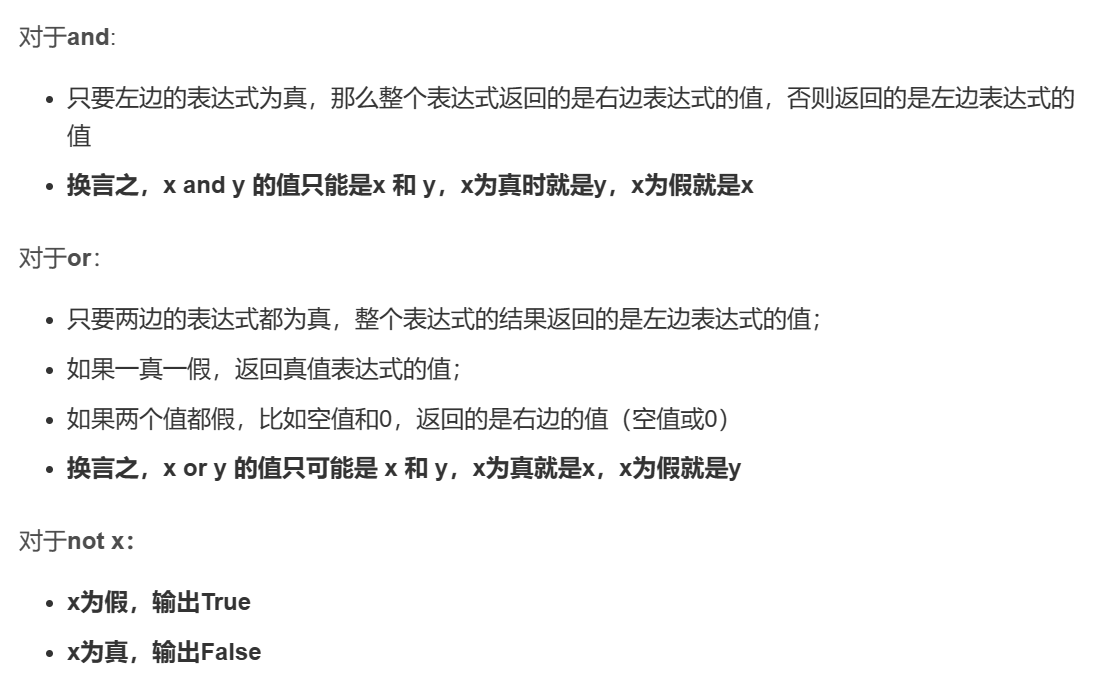 对于and:
只要左边的表达式为真，那么整个表达式返回的是右边表达式的值，否则返回的是左边表达式的
值
换言之，x and y 的值只能是x 和 y，x为真时就是y，x为假就是x
对于or：
只要两边的表达式都为真，整个表达式的结果返回的是左边表达式的值；
如果一真一假，返回真值表达式的值；
如果两个值都假，比如空值和0，返回的是右边的值（空值或0）
换言之，x or y 的值只可能是 x 和 y，x为真就是x，x为假就是y
对于not x：
x为假，输出True
x为真，输出False